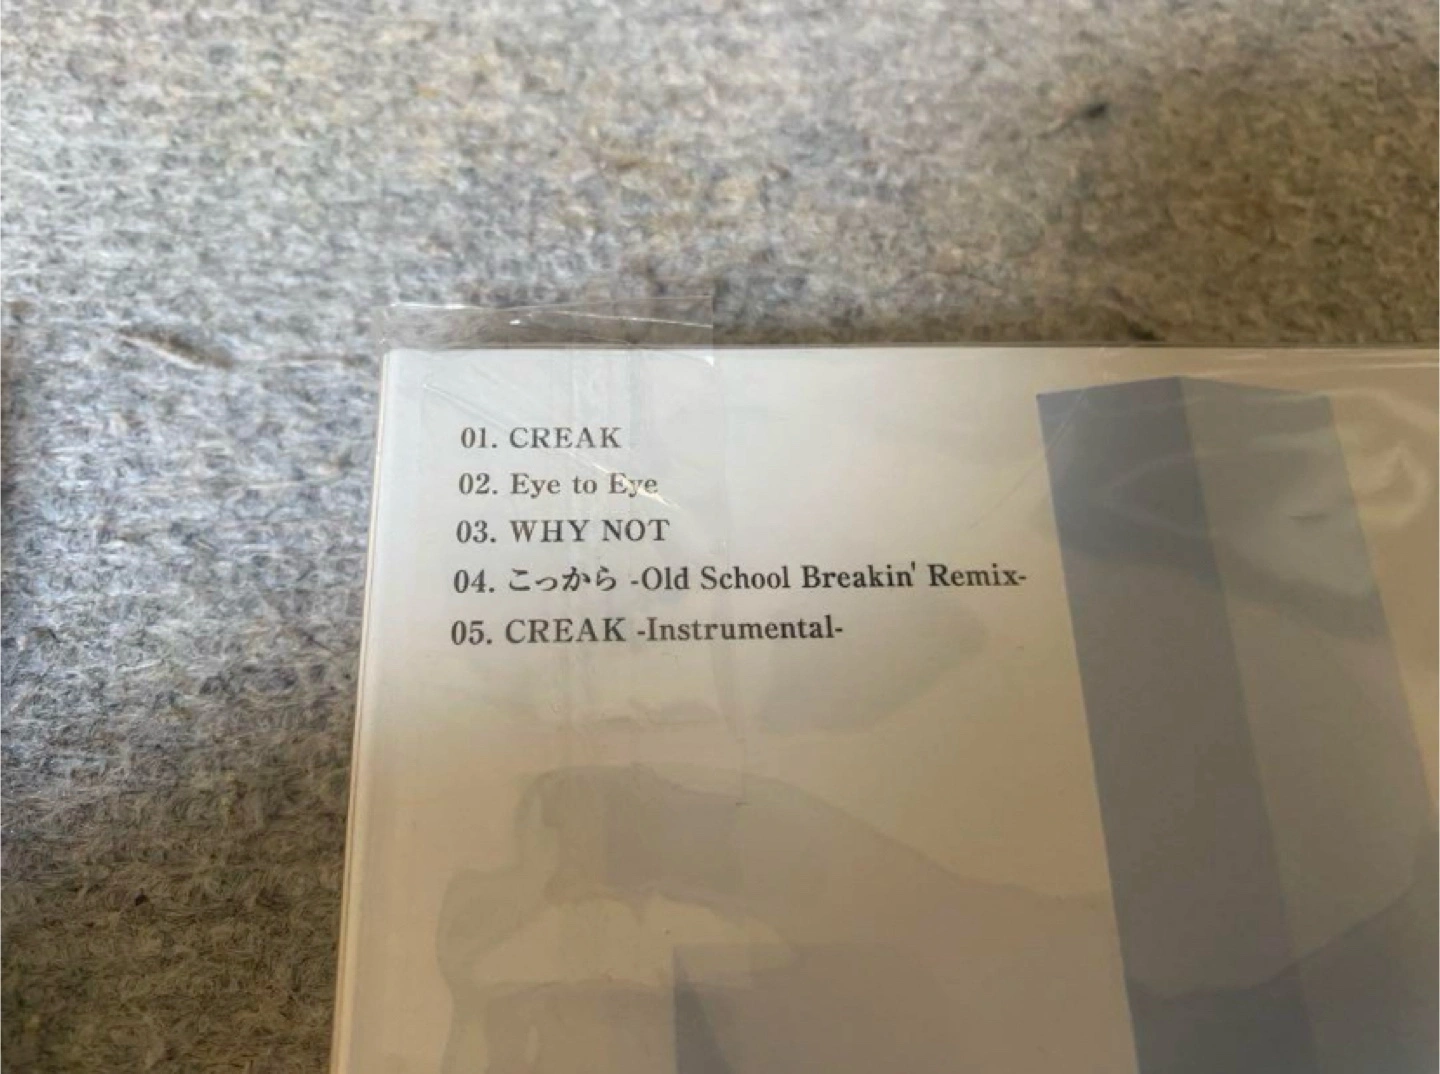 01. CREAK
02. Eye to Eye
03. WHY NOT
04. こっから -Old School Breakin' Remix-
05. CREAK -Instrumental-